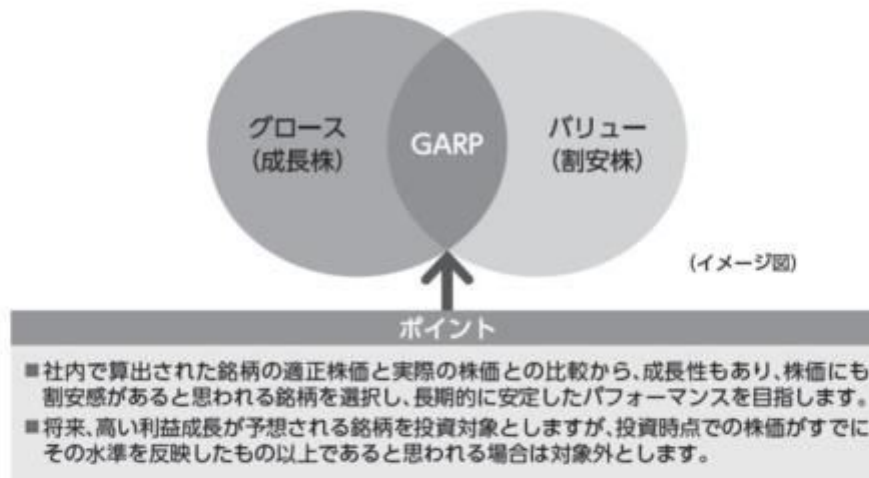 グロース
(成長株)
GARP
バリュー
(割安株)
(イメージ図)
ポイント
■社内で算出された銘柄の適正株価と実際の株価との比較から、成長性もあり、株価にも
割安感があると思われる銘柄を選択し、長期的に安定したパフォーマンスを目指します。
■将来、高い利益成長が予想される銘柄を投資対象としますが、投資時点での株価がすでに
その水準を反映したもの以上であると思われる場合は対象外とします。